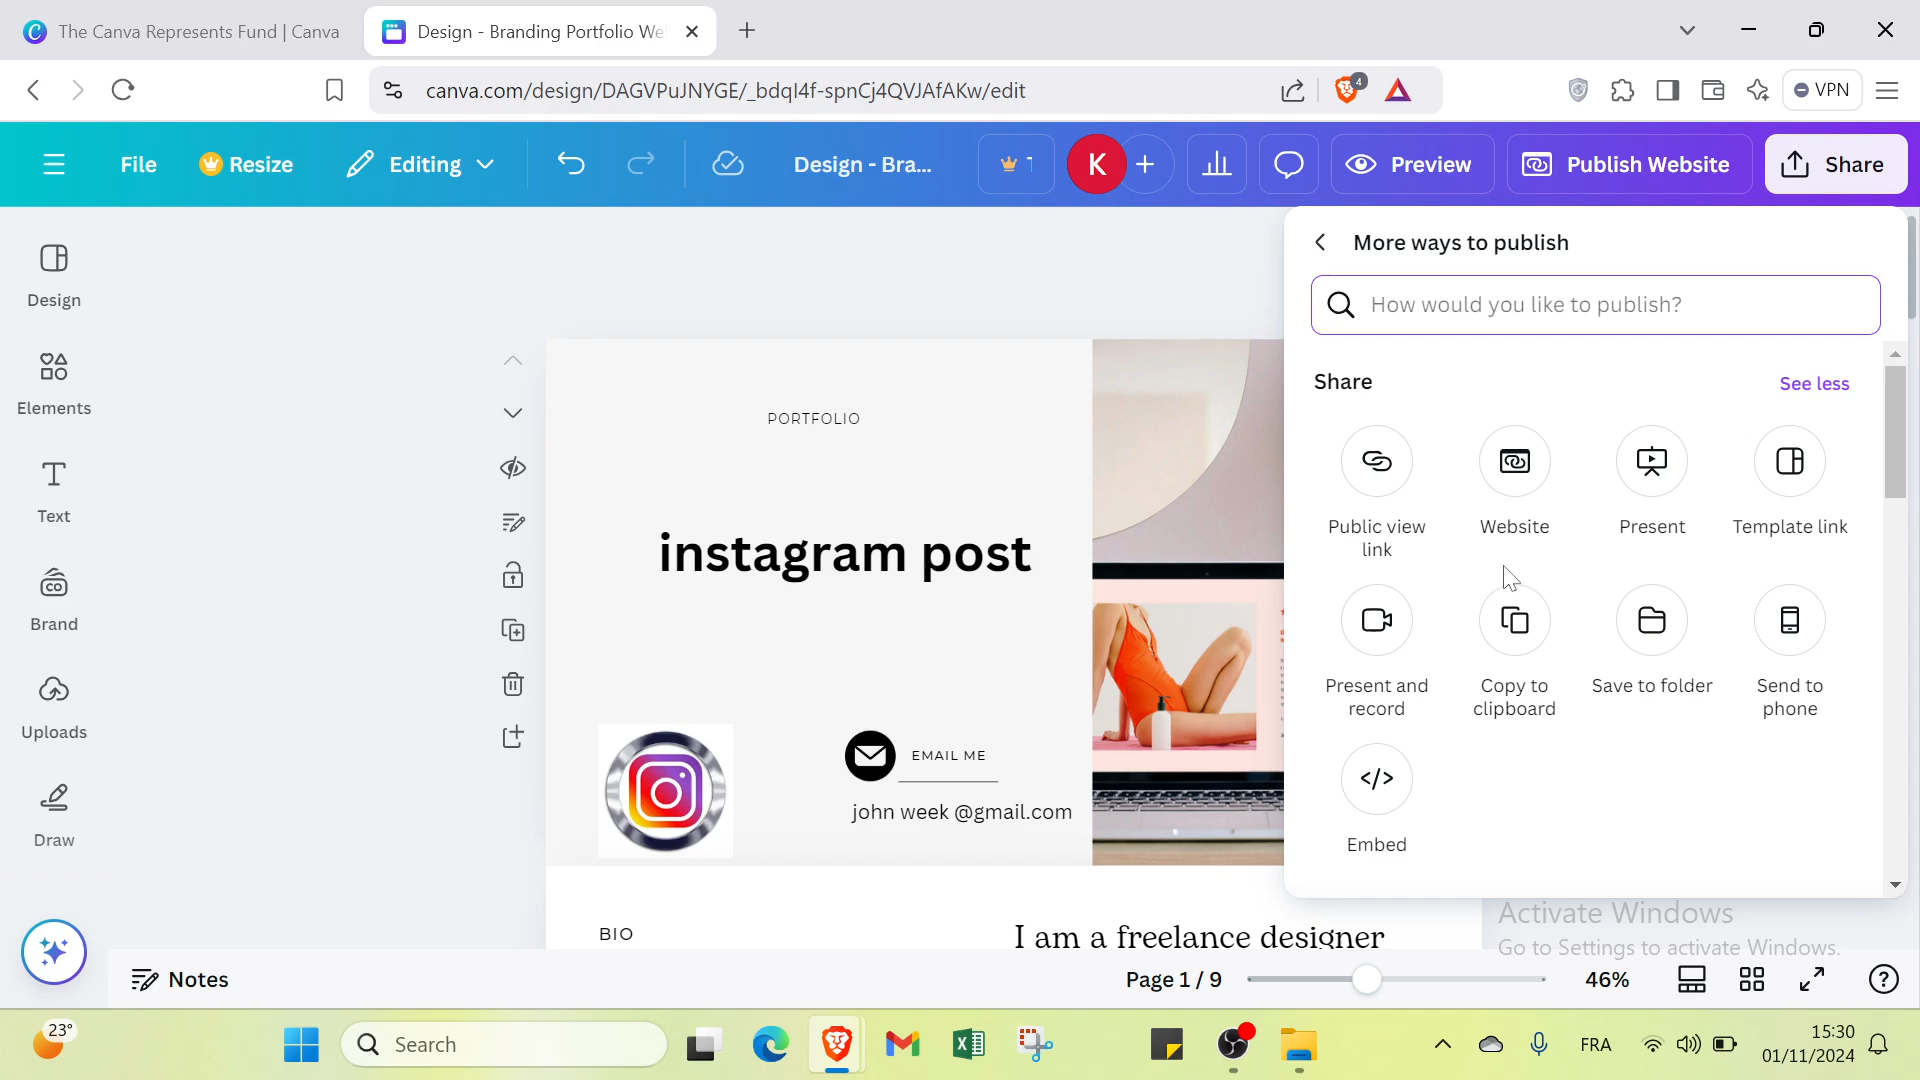 The Canva Represents Fund | Canva
Design - Branding Portfolio We
canva.com/design/DAGVPuJNYGE/_bdqI4f-spnCj4QVJAfAKw/edit
4
VPN
File
Resize
Editing
Design - Bra...
K
Preview
Publish Website
Share
Design
Elements
Text
Brand
Uploads
Draw
PORTFOLIO
instagram post
EMAIL ME
john week @gmail.com
BIO
I am a freelance designer
More ways to publish
How would you like to publish?
Share
See less
Public view
link
Website
Present
Template link
Present and
record
Copy to
clipboard
Save to folder
Send to
phone
Embed
Activate Windows
Go to Settings to activate Windows.
Notes
Page 1 / 9
46%
23°
Search
FRA
15:30
01/11/2024